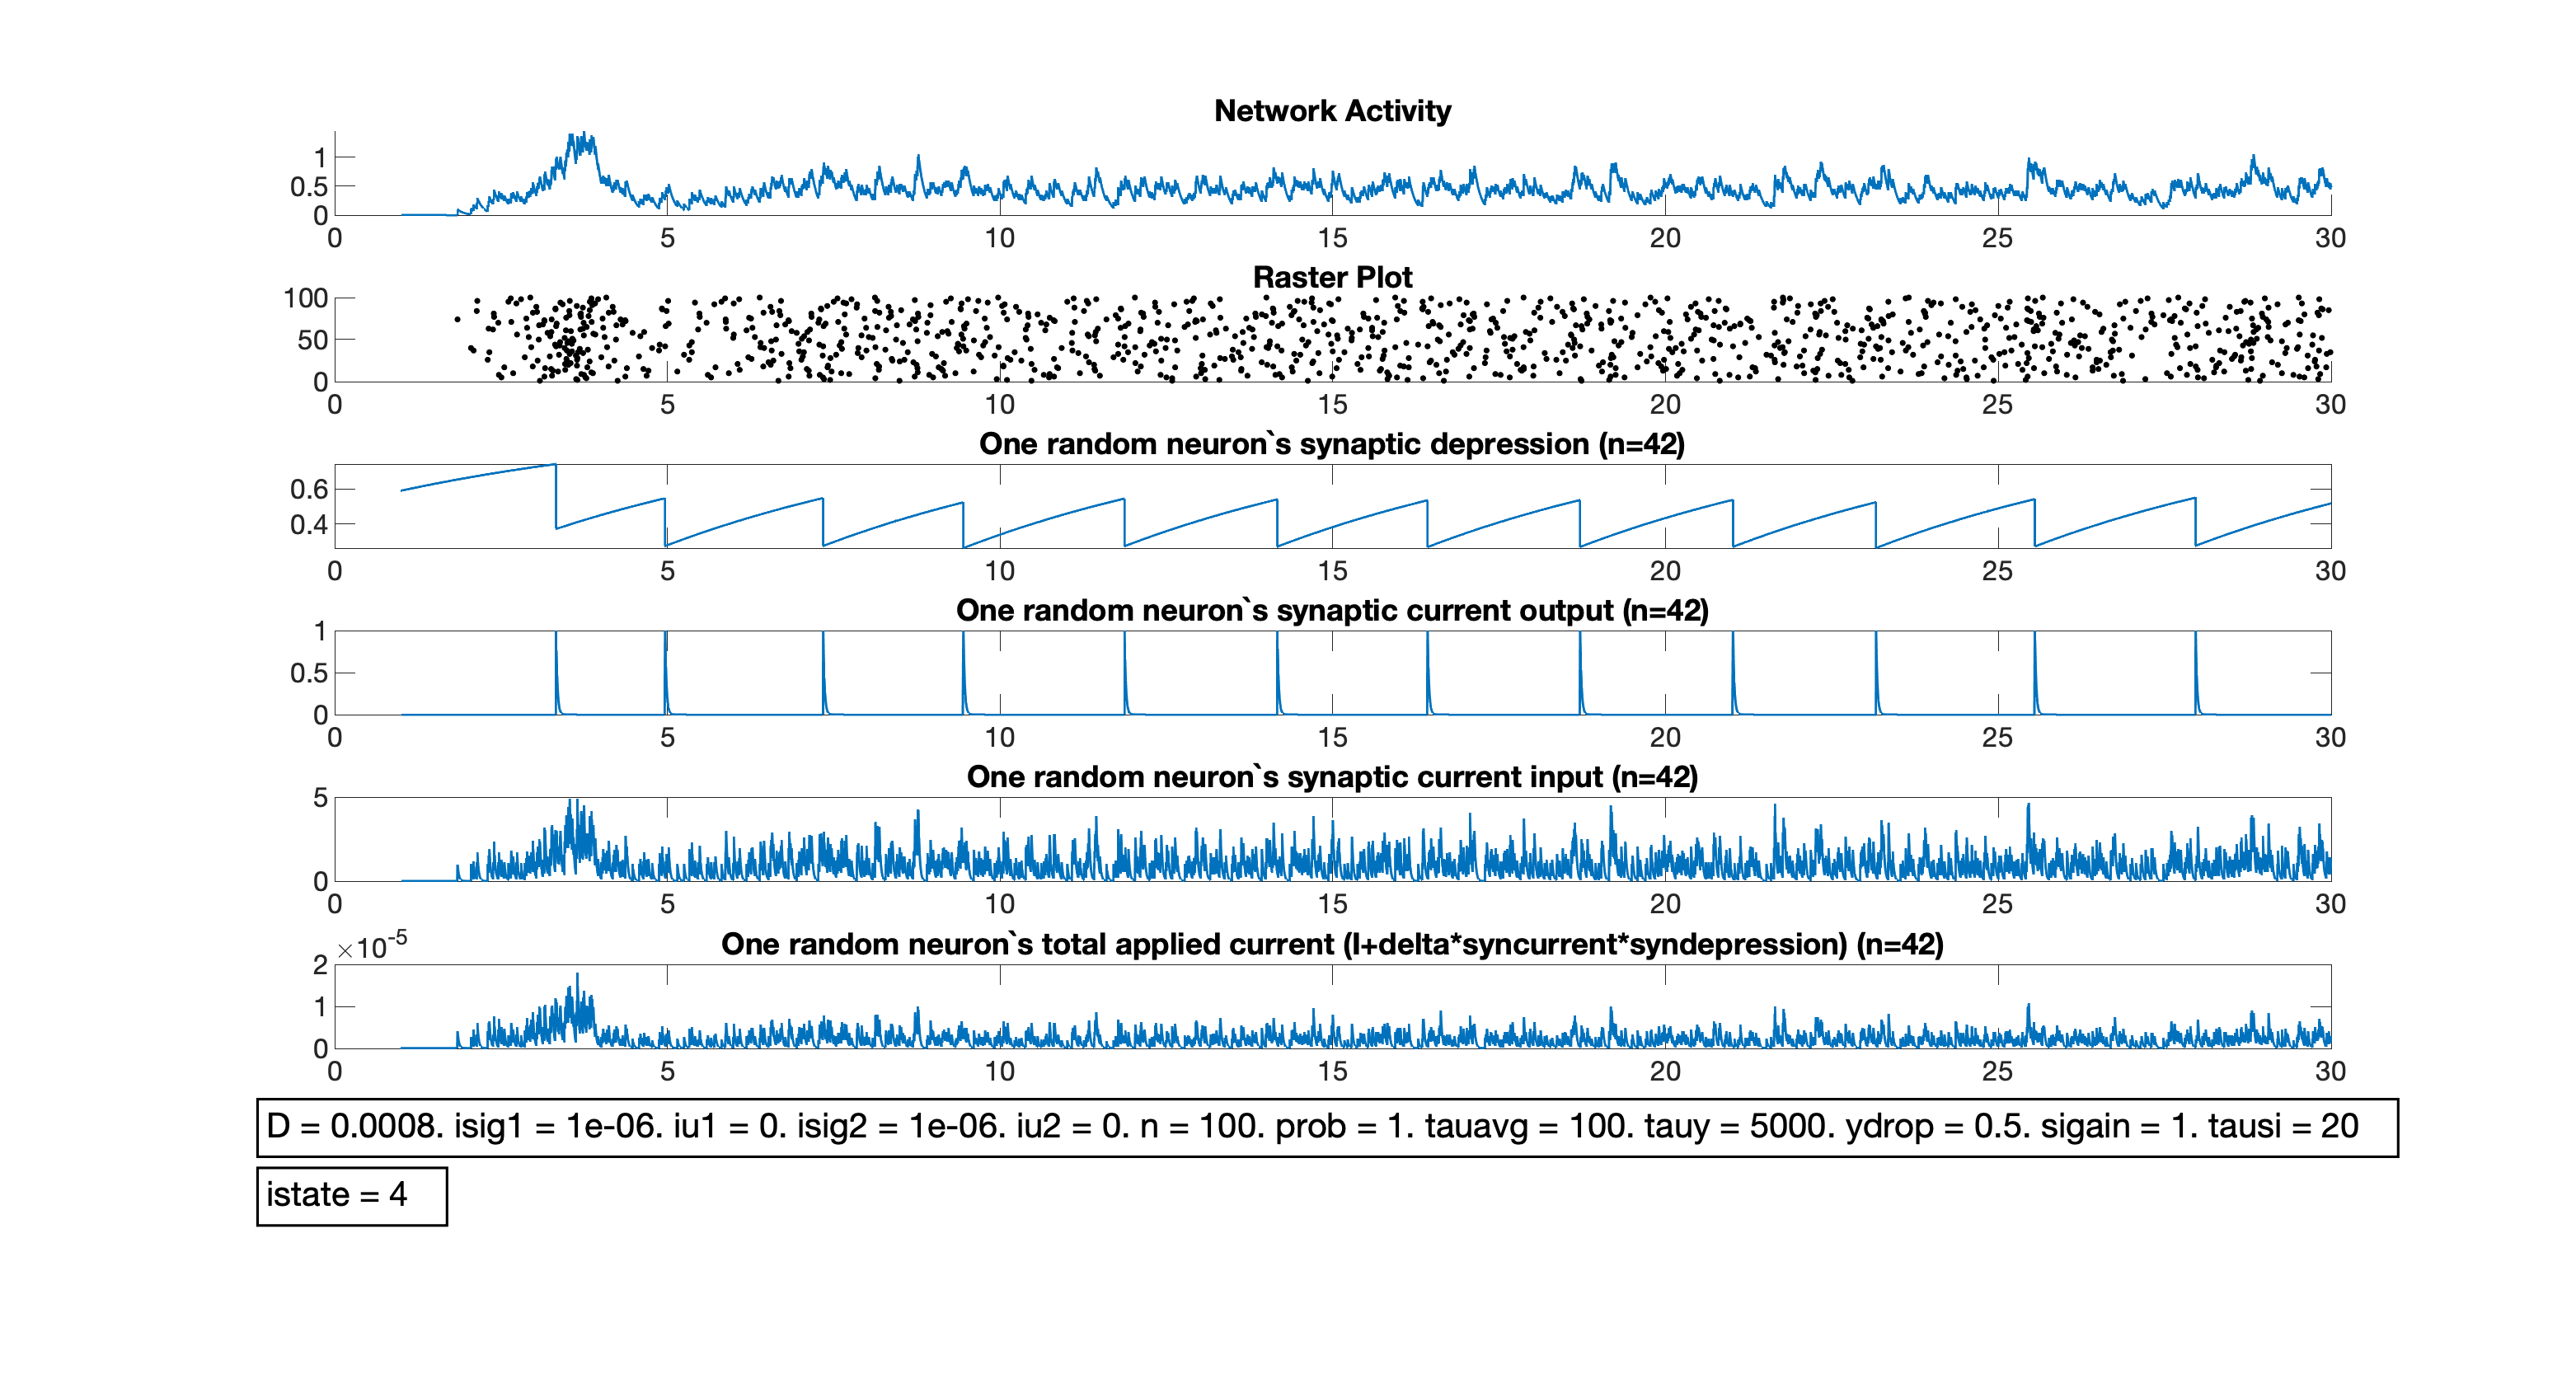 Network Activity
1
0.5
0
0 5 10 15 20 25 30
Raster Plot
100
50
0
0 5 10 15 20 25 30
One random neuron`s synaptic depression (n=42)
0.6
0.4
0 5 10 15 20 25 30
One random neuron`s synaptic current output (n=42)
1
0.5
0
0 5 10 15 20 25 30
One random neuron`s synaptic current input (n=42)
5
0
0 5 10 15 20 25 30
×10⁻⁵ One random neuron`s total applied current (I+delta*syncurrent*syndepression) (n=42)
2
1
0
0 5 10 15 20 25 30
D = 0.0008. isig1 = 1e-06. iu1 = 0. isig2 = 1e-06. iu2 = 0. n = 100. prob = 1. tauavg = 100. tauy = 5000. ydrop = 0.5. sigain = 1. tausi = 20
istate = 4